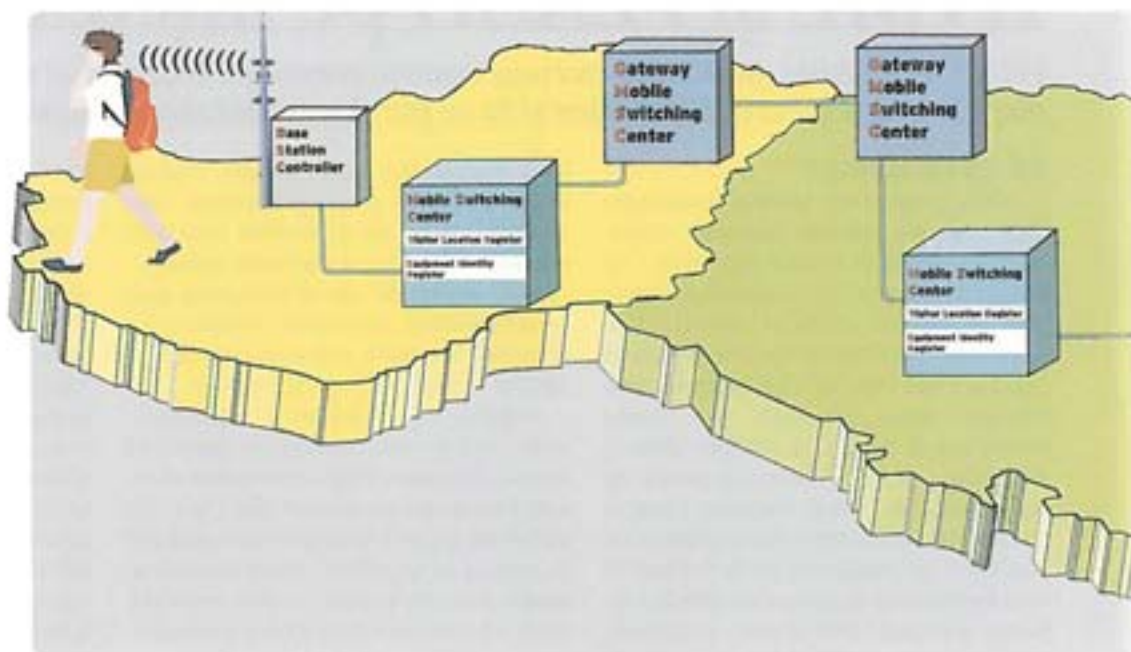 Base
Station
Controller
Mobile Switching
Center
Visitor Location Register
Equipment Identity
Register
Gateway
Mobile
Switching
Center
Gateway
Mobile
Switching
Center
Mobile Switching
Center
Visitor Location Register
Equipment Identity
Register